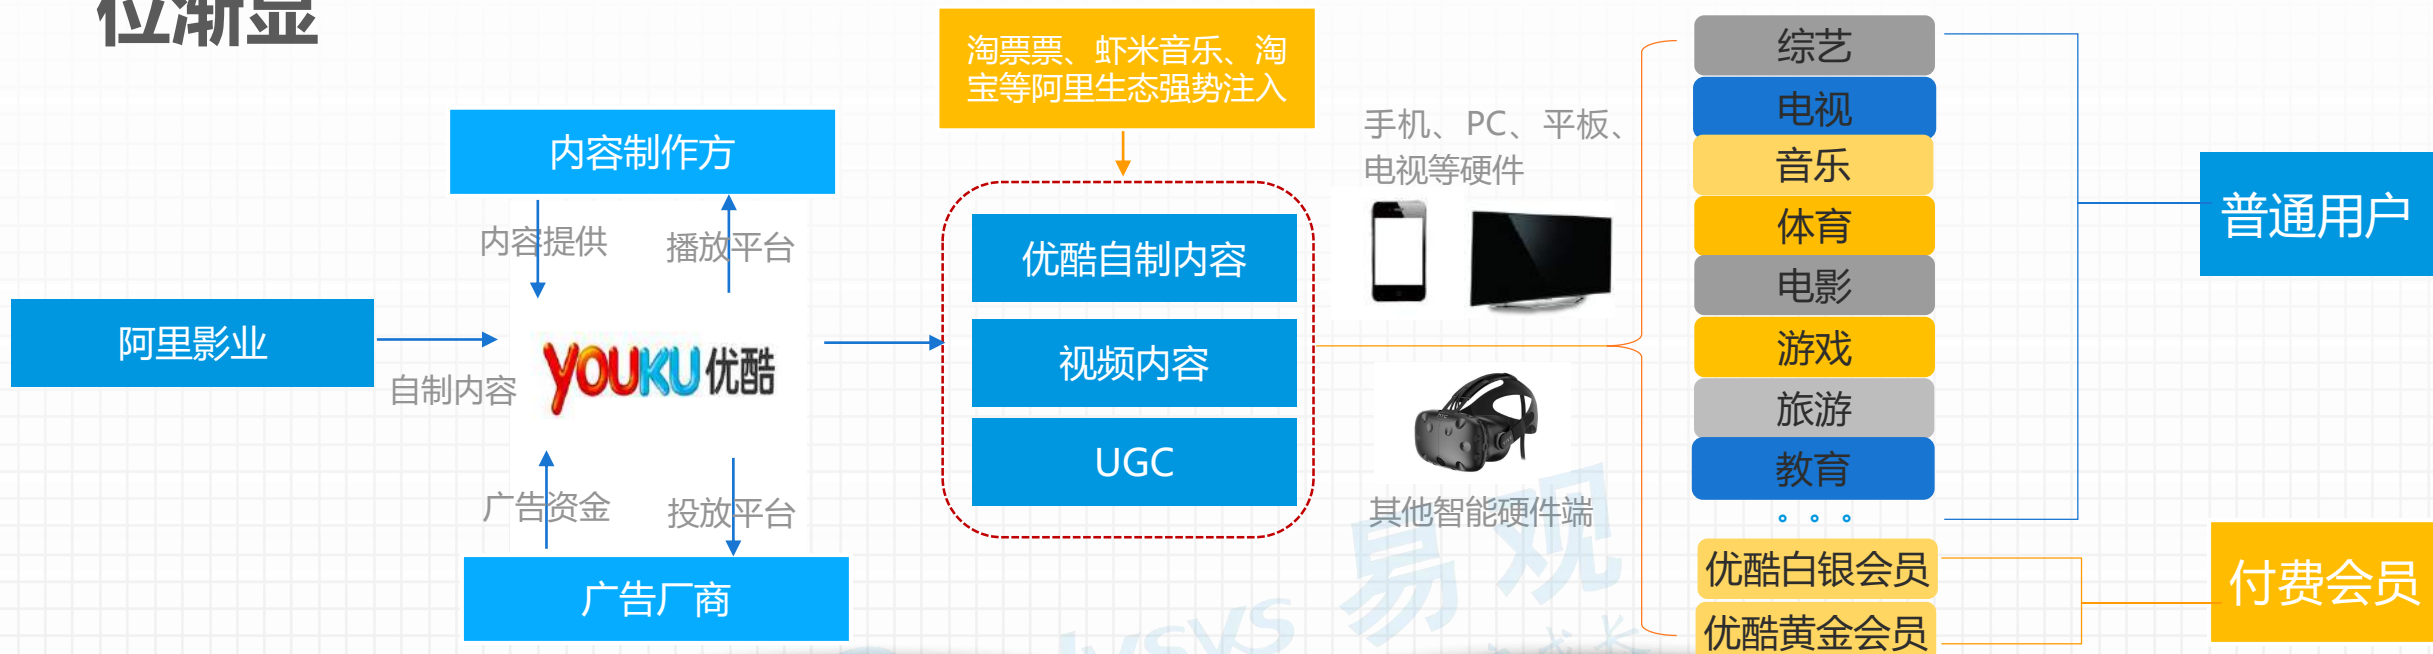 位渐显
淘票票、虾米音乐、淘
宝等阿里生态强势注入
内容制作方
内容提供
播放平台
阿里影业
自制内容
YOUKU优酷
广告资金
投放平台
广告厂商
优酷自制内容
视频内容
UGC
手机、PC、平板、
电视等硬件
其他智能硬件端
综艺
电视
音乐
体育
电影
游戏
旅游
教育
。。。
优酷白银会员
优酷黄金会员
普通用户
付费会员
易观